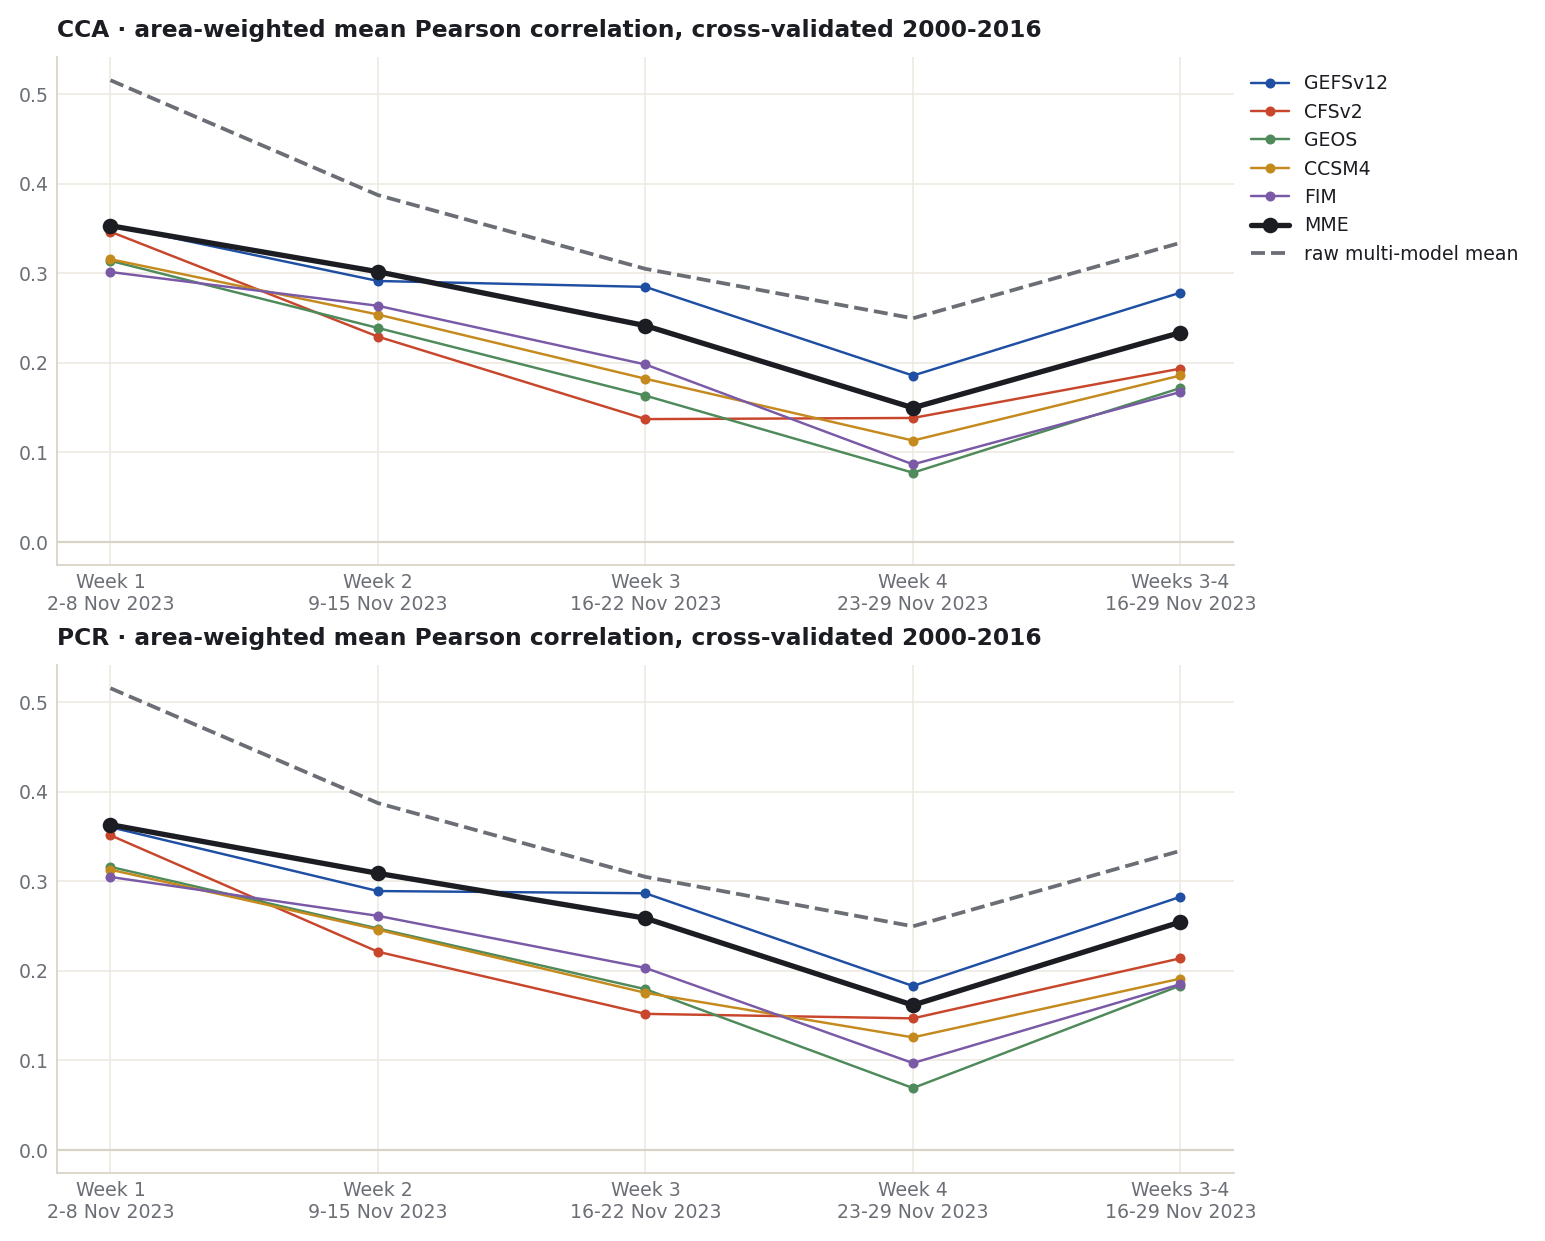 CCA · area-weighted mean Pearson correlation, cross-validated 2000-2016
0.5
0.4
0.3
0.2
0.1
0.0
Week 1
2-8 Nov 2023
Week 2
9-15 Nov 2023
Week 3
16-22 Nov 2023
Week 4
23-29 Nov 2023
Weeks 3-4
16-29 Nov 2023
GEFSv12
CFSv2
GEOS
CCSM4
FIM
MME
raw multi-model mean
PCR · area-weighted mean Pearson correlation, cross-validated 2000-2016
0.5
0.4
0.3
0.2
0.1
0.0
Week 1
2-8 Nov 2023
Week 2
9-15 Nov 2023
Week 3
16-22 Nov 2023
Week 4
23-29 Nov 2023
Weeks 3-4
16-29 Nov 2023